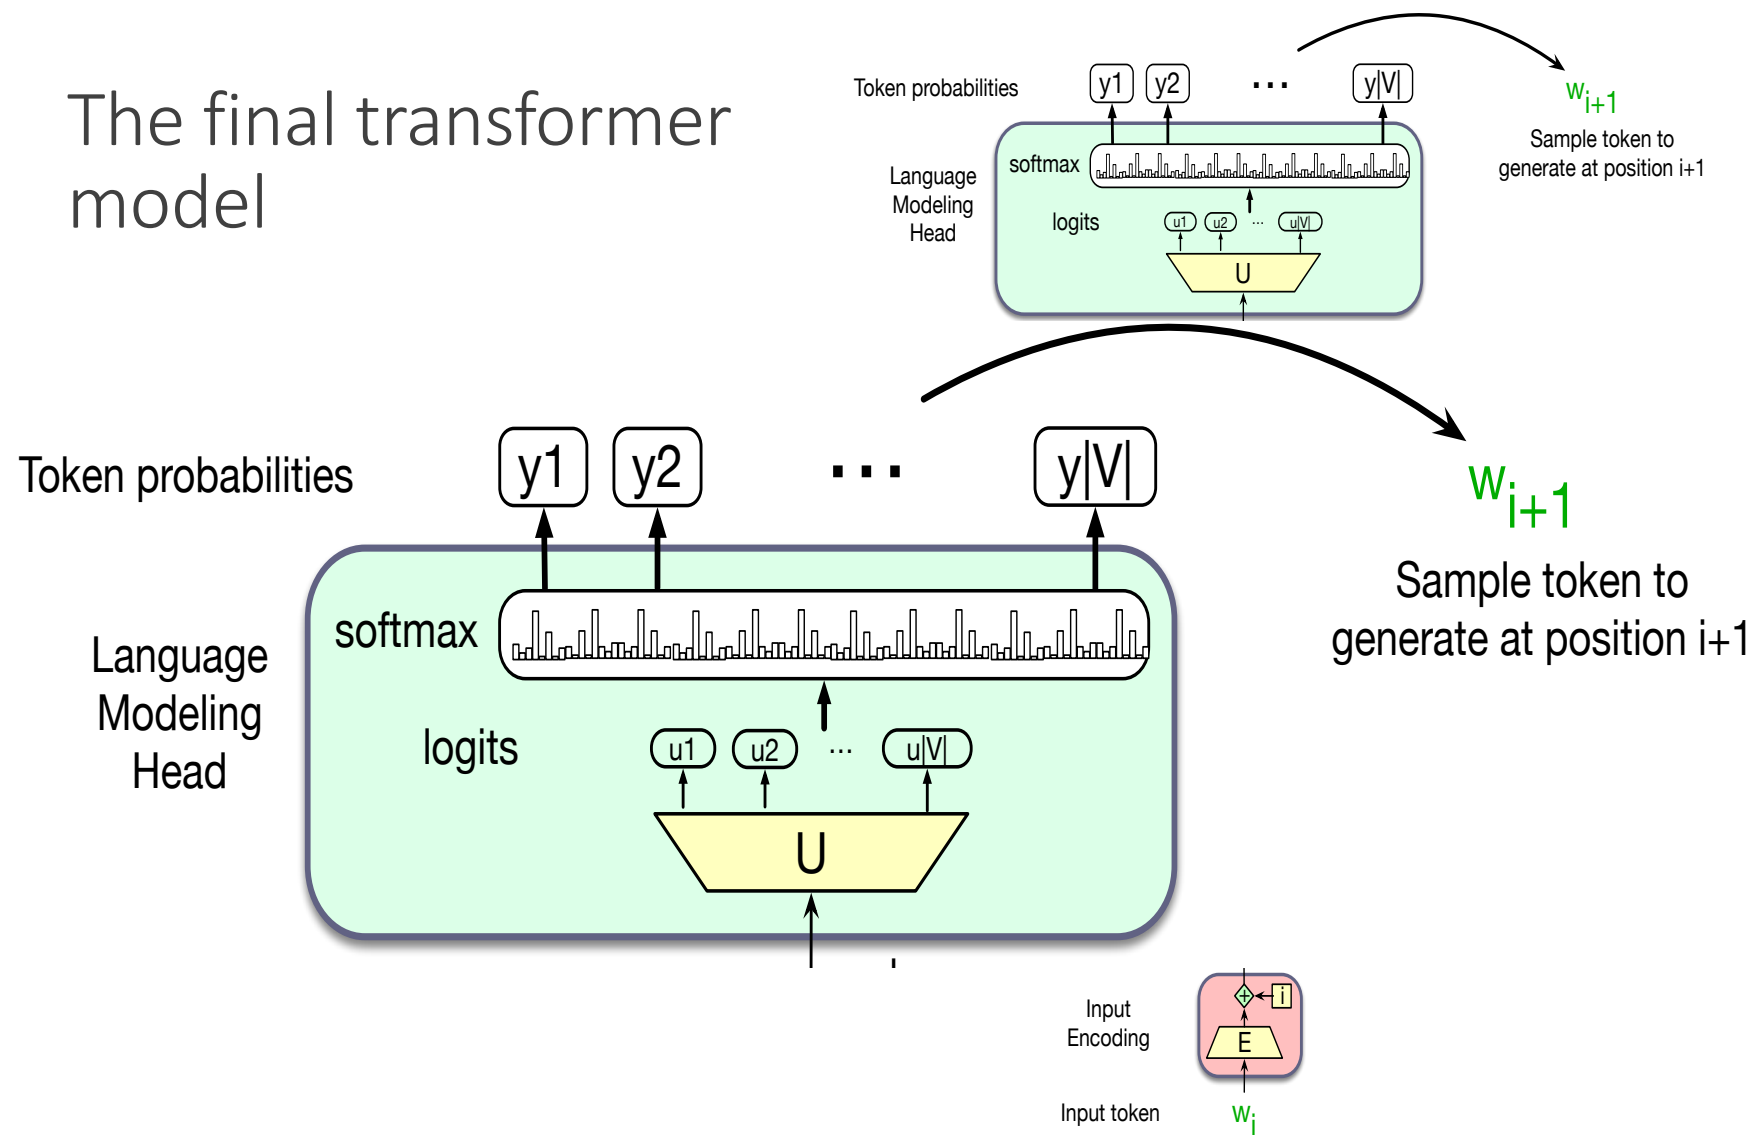 The final transformer
model
Token probabilities
y1 y2 ... y|V|
w i+1
Sample token to
generate at position i+1
softmax
Language
Modeling
Head
logits
u1 u2 ... u|V|
U
Token probabilities
y1 y2 ... y|V|
w i+1
Sample token to
generate at position i+1
softmax
Language
Modeling
Head
logits
u1 u2 ... u|V|
U
Input
Encoding
+ i
E
Input token
w i